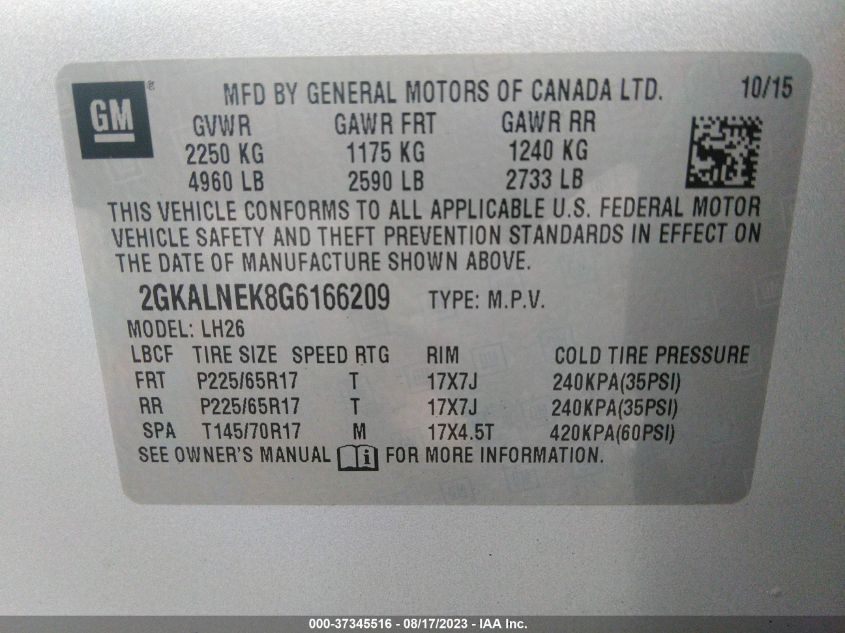 GM ®
MFD BY GENERAL MOTORS OF CANADA LTD. 10/15
GVWR GAWR FRT GAWR RR
2250 KG 1175 KG 1240 KG
4960 LB 2590 LB 2733 LB
THIS VEHICLE CONFORMS TO ALL APPLICABLE U.S. FEDERAL MOTOR
VEHICLE SAFETY AND THEFT PREVENTION STANDARDS IN EFFECT ON
THE DATE OF MANUFACTURE SHOWN ABOVE.
2GKALNEK8G6166209 TYPE: M.P.V.
MODEL: LH26
LBCF TIRE SIZE SPEED RTG RIM COLD TIRE PRESSURE
FRT P225/65R17 T 17X7J 240KPA(35PSI)
RR P225/65R17 T 17X7J 240KPA(35PSI)
SPA T145/70R17 M 17X4.5T 420KPA(60PSI)
SEE OWNER'S MANUAL i FOR MORE INFORMATION.
000-37345516 - 08/17/2023 - IAA Inc.